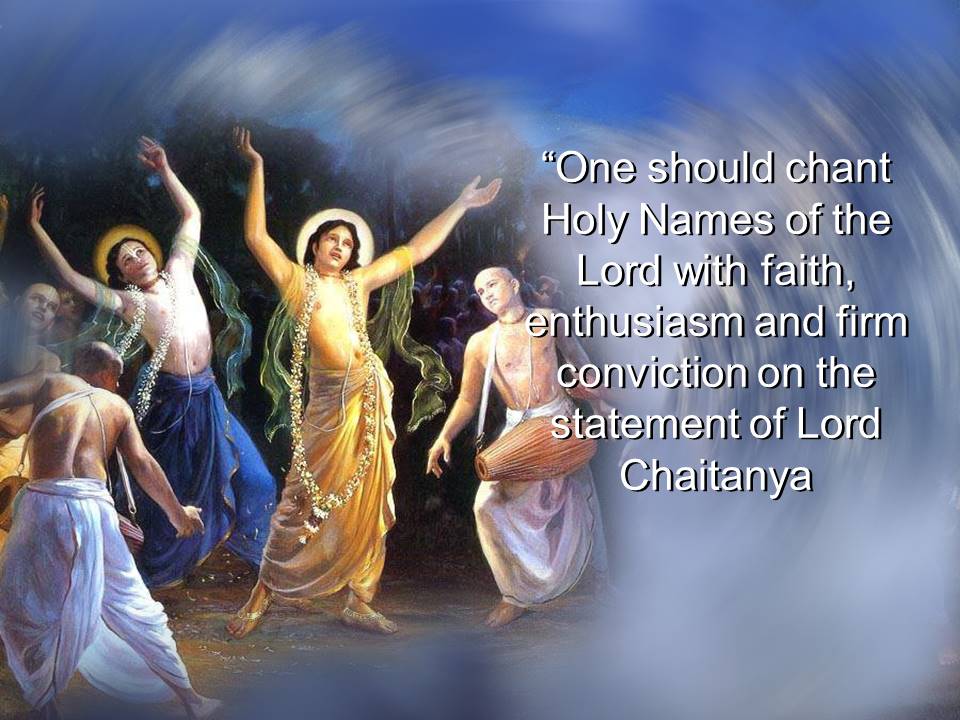 “One should chant
Holy Names of the
Lord with faith,
enthusiasm and firm
conviction on the
statement of Lord
Chaitanya